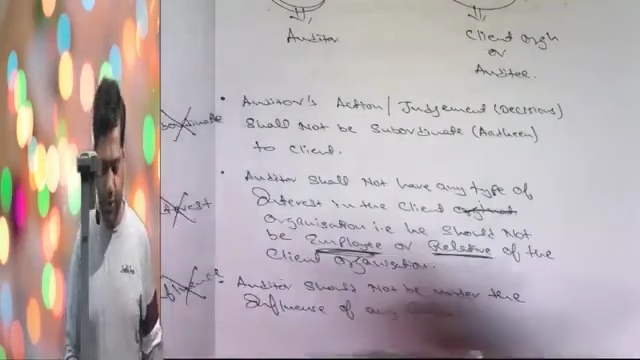 Auditor
Client orgn
or
Auditee.
• Auditor's Action / Judgement (Decisions)
Shall Not be Subordinate (Aadheen)
to Client.
• Auditor shall Not have any type of
Interest in the Client
Organisation i.e he Should Not
be Employee or Relative of the
Client Organisation.
• Auditor Should Not be under the
Influence of any